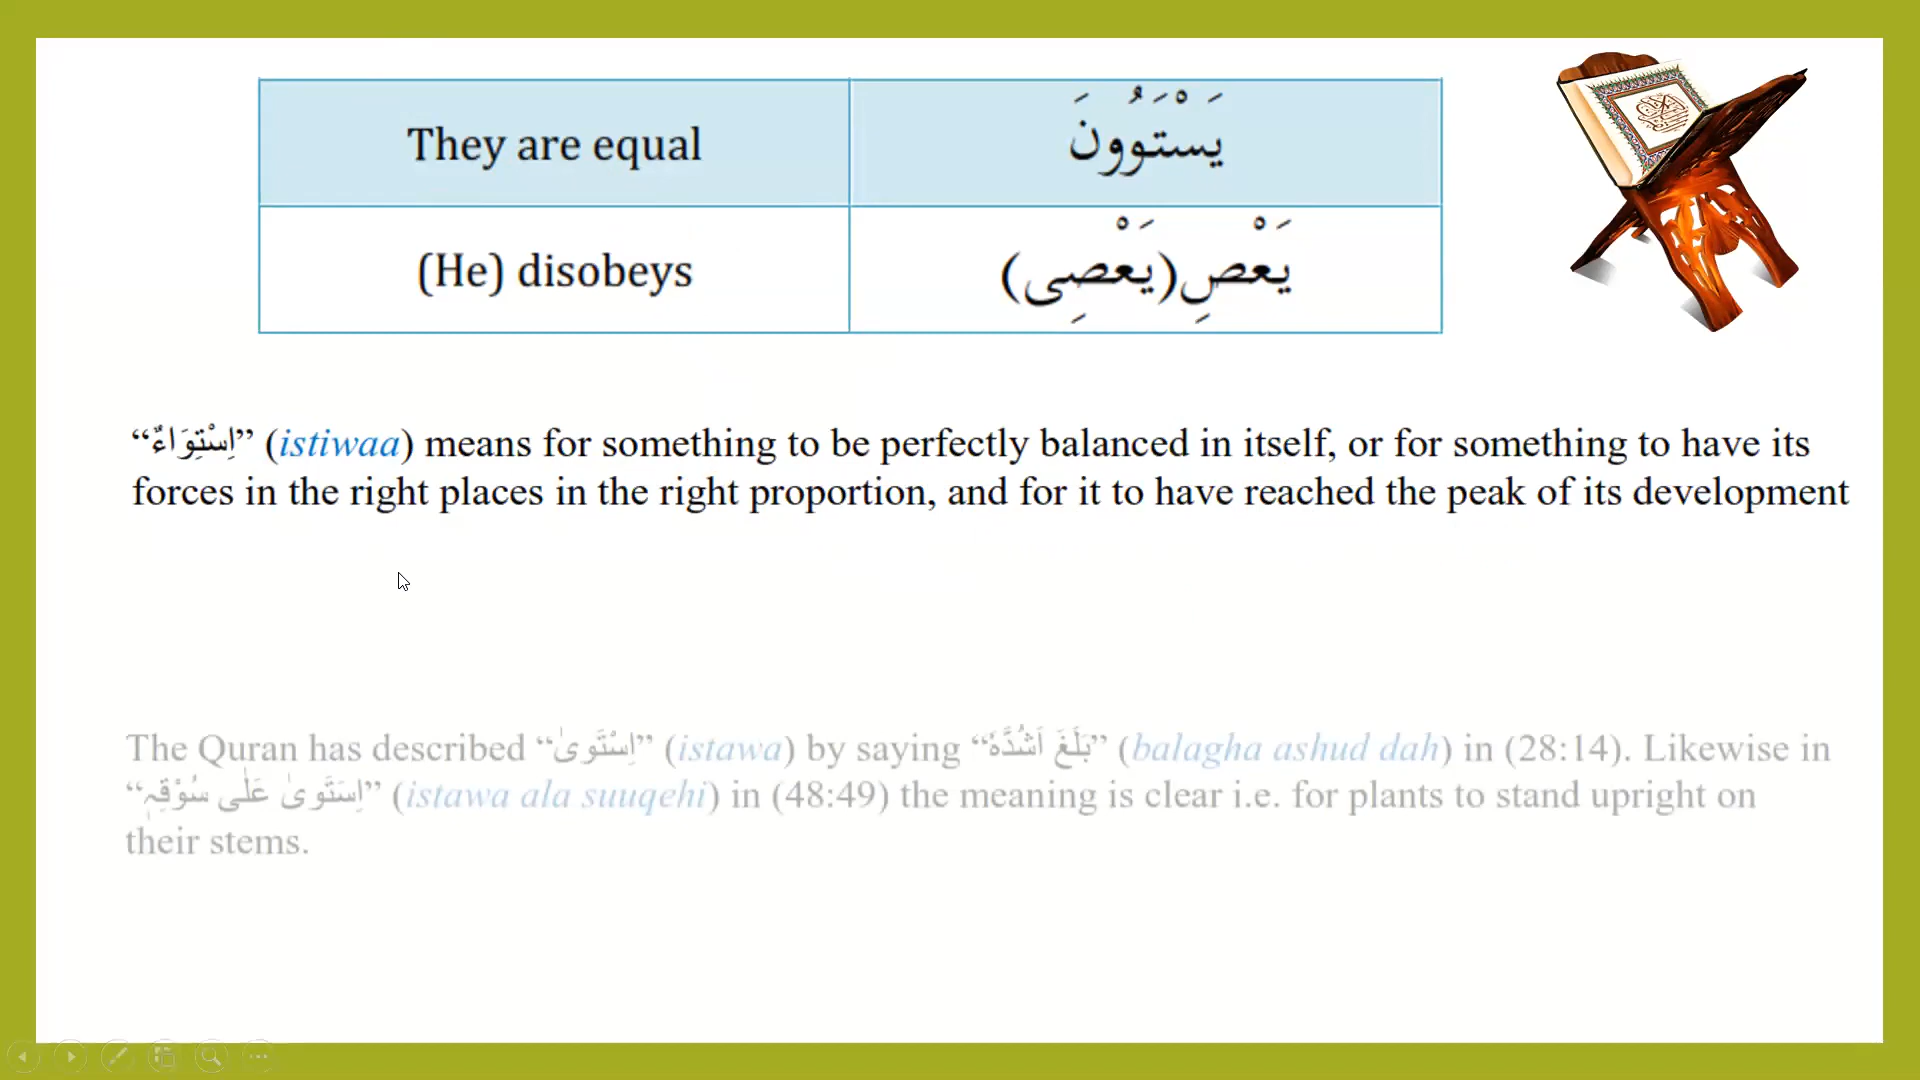 They are equal
يَسْتَوُونَ
(He) disobeys
يَعْصِ(يَعْصِى)
“اِسْتِوَاءٌ” (istiwaa) means for something to be perfectly balanced in itself, or for something to have its
forces in the right places in the right proportion, and for it to have reached the peak of its development
The Quran has described “اِسْتَوىٰ” (istawa) by saying “بَلَغَ اَشُدَّهٗ” (balagha ashud dah) in (28:14). Likewise in
“اِسَتَّوىٰ عَلٰى سُوْقِهٖ” (istawa ala suuqehi) in (48:49) the meaning is clear i.e. for plants to stand upright on
their stems.